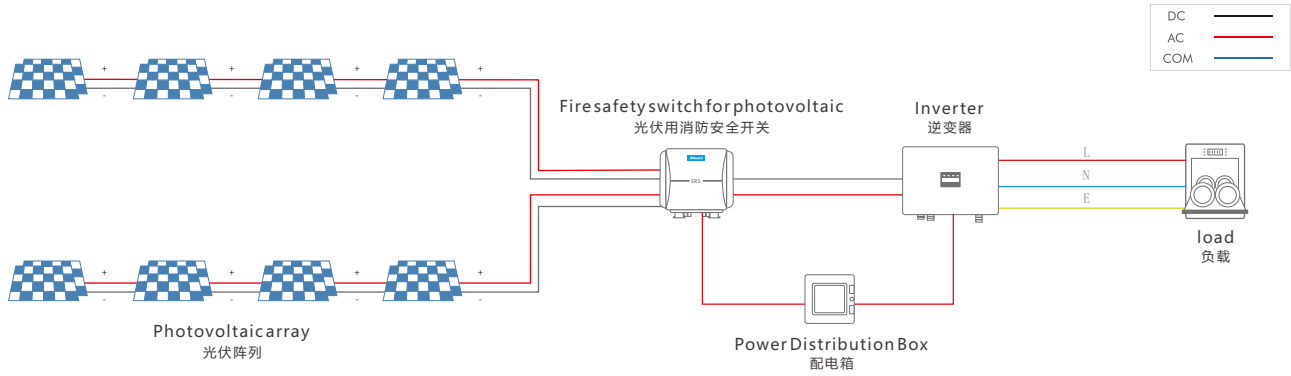 DC
AC
COM
+ + + +
- - - -
Fire safety switch for photovoltaic
光伏用消防安全开关
Inverter
逆变器
ERS
L
N
E
load
负载
+ + + +
- - - -
Photovoltaic array
光伏阵列
Power Distribution Box
配电箱